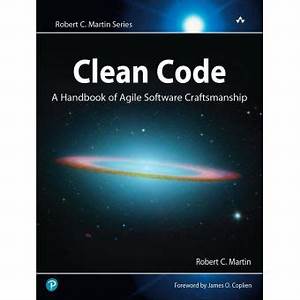 Robert C. Martin Series
Clean Code
A Handbook of Agile Software Craftsmanship
Robert C. Martin
Foreword by James O. Coplien